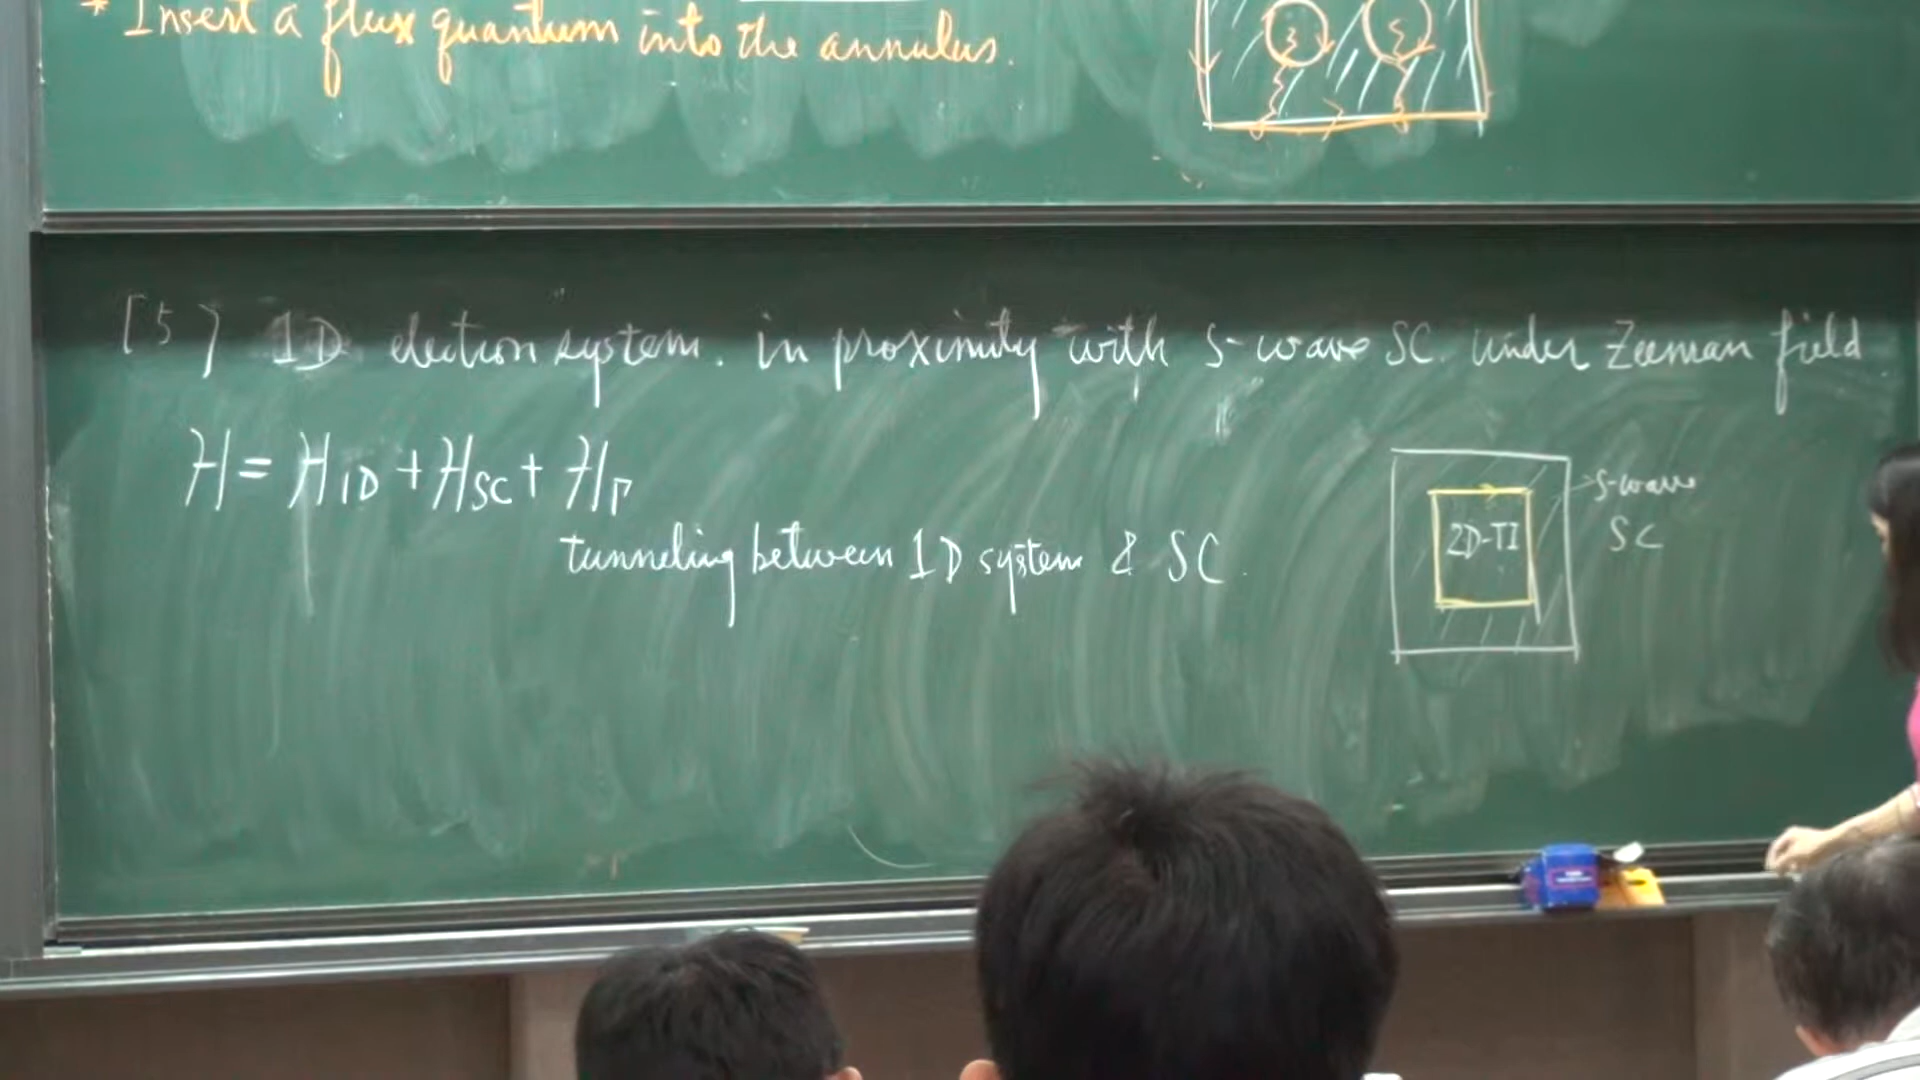 * Insert a flux quantum into the annulus.
[5] 1D electron system. in proximity with S-wave SC. under Zeeman field
H = H1D + HSC + HΓ
tunneling between 1D system & SC.
2D-TI
S-wave
SC